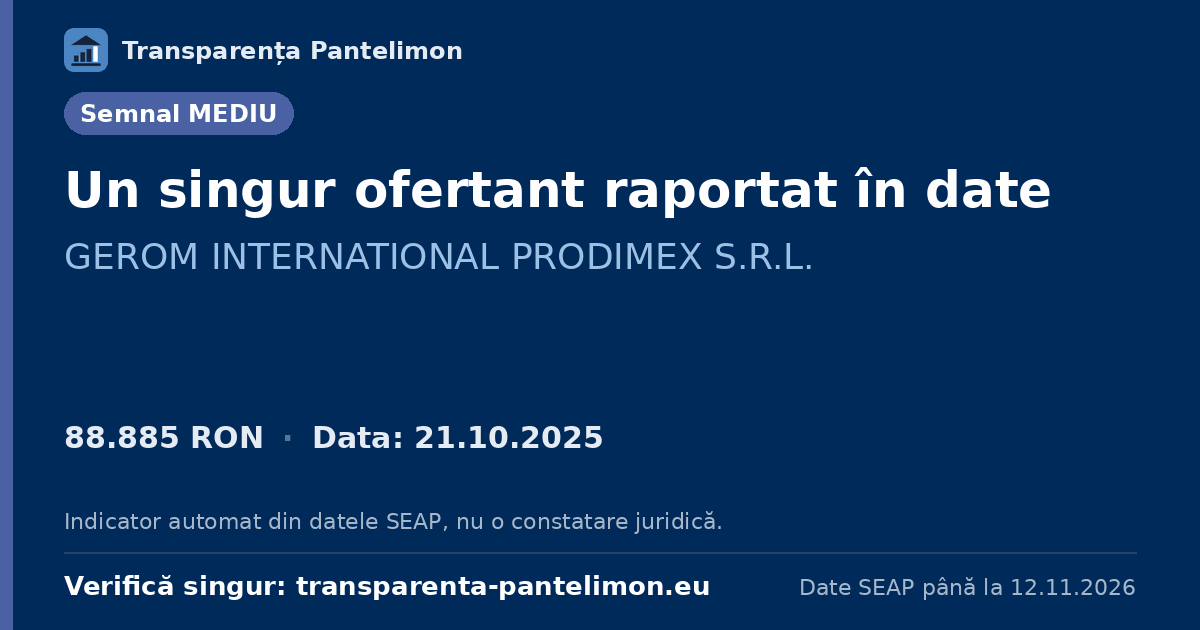 Transparența Pantelimon
Semnal MEDIU
Un singur ofertant raportat în date
GEROM INTERNATIONAL PRODIMEX S.R.L.
88.885 RON · Data: 21.10.2025
Indicator automat din datele SEAP, nu o constatare juridică.
Verifică singur: transparenta-pantelimon.eu
Date SEAP până la 12.11.2026